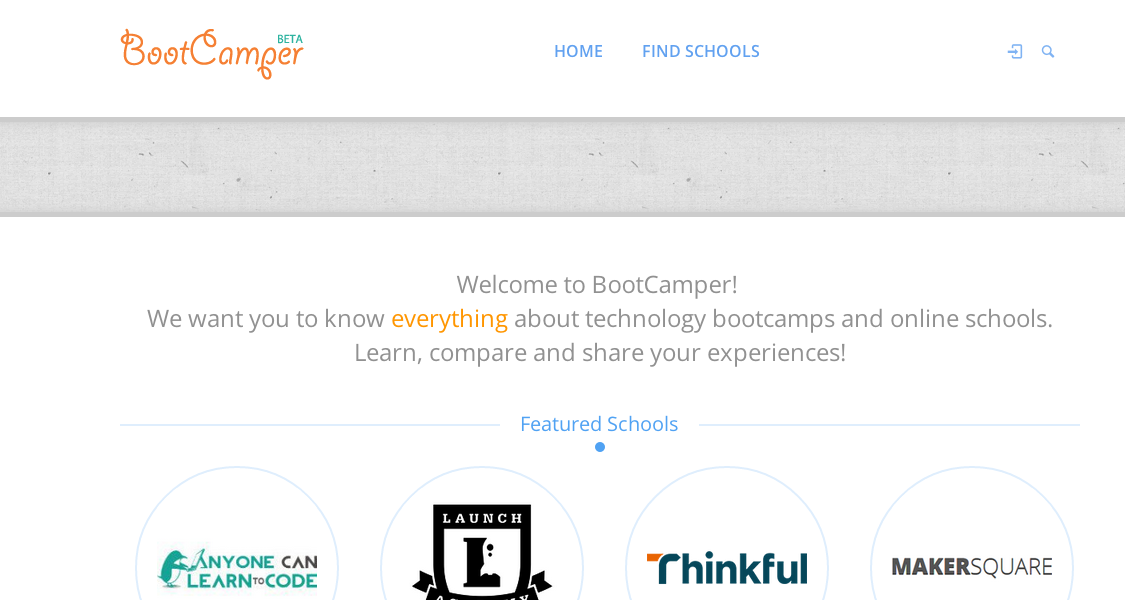 BootCamper BETA
HOME
FIND SCHOOLS
Welcome to BootCamper!
We want you to know everything about technology bootcamps and online schools.
Learn, compare and share your experiences!
Featured Schools
ANYONE CAN
LEARN TO CODE
LAUNCH
L
Thinkful
MAKERSQUARE